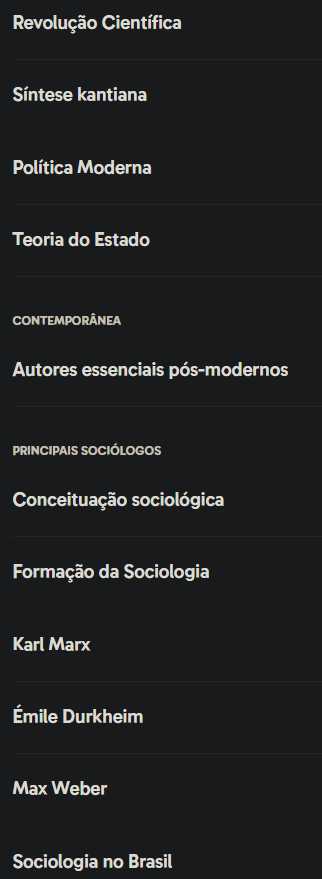 Revolução Científica
Síntese kantiana
Política Moderna
Teoria do Estado
CONTEMPORÂNEA
Autores essenciais pós-modernos
PRINCIPAIS SOCIÓLOGOS
Conceituação sociológica
Formação da Sociologia
Karl Marx
Émile Durkheim
Max Weber
Sociologia no Brasil